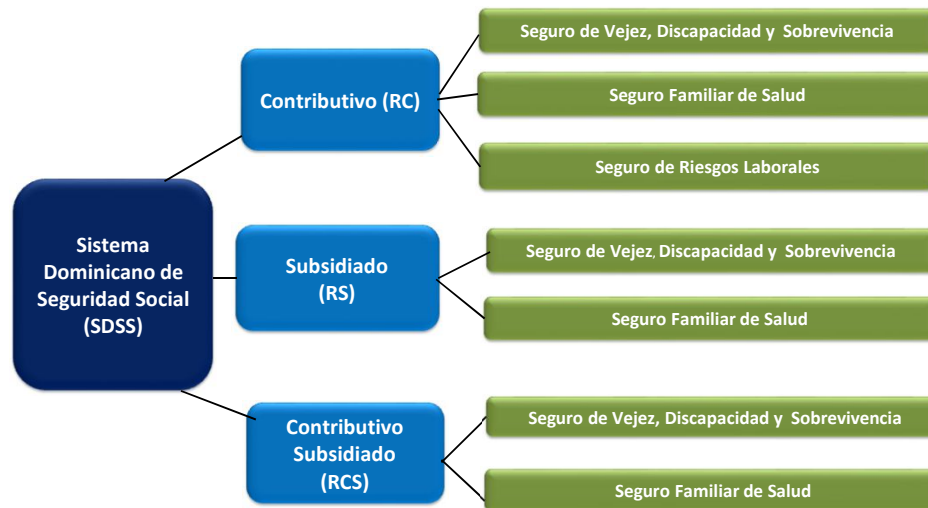 Sistema
Dominicano de
Seguridad Social
(SDSS)
Contributivo (RC)
Seguro de Vejez, Discapacidad y Sobrevivencia
Seguro Familiar de Salud
Seguro de Riesgos Laborales
Subsidiado
(RS)
Seguro de Vejez, Discapacidad y Sobrevivencia
Seguro Familiar de Salud
Contributivo
Subsidiado
(RCS)
Seguro de Vejez, Discapacidad y Sobrevivencia
Seguro Familiar de Salud